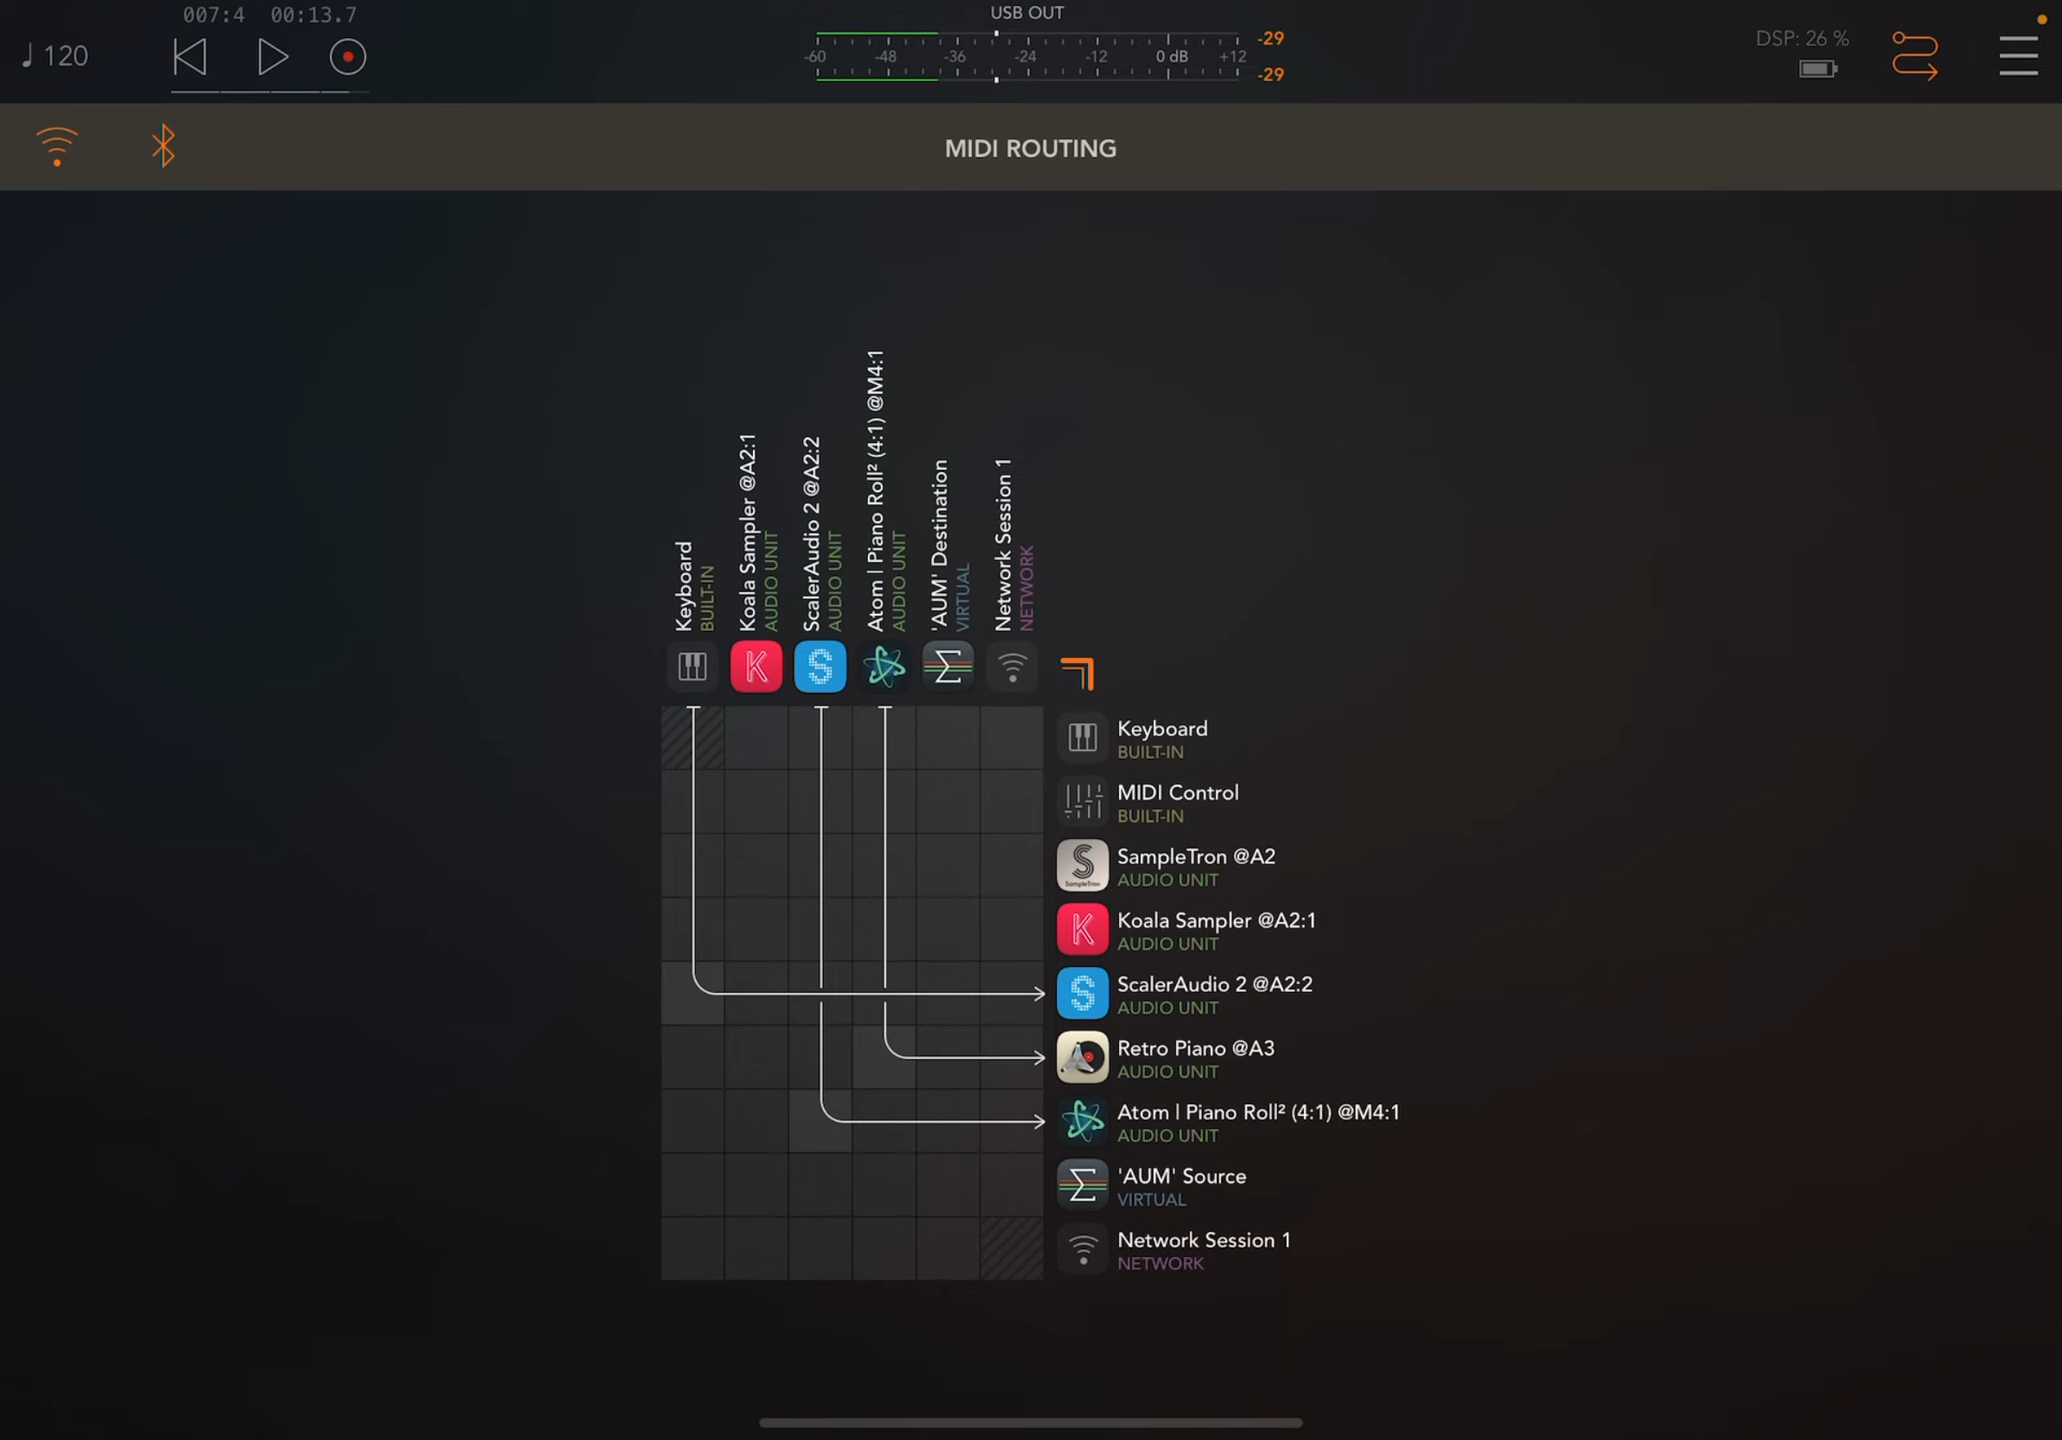 007:4 00:13.7
♩ 120
USB OUT
-60 -48 -36 -24 -12 0 dB +12
-29
-29
DSP: 26 %
MIDI ROUTING
Keyboard
BUILT-IN
Koala Sampler @A2:1
AUDIO UNIT
ScalerAudio 2 @A2:2
AUDIO UNIT
Atom | Piano Roll² (4:1) @M4:1
AUDIO UNIT
'AUM' Destination
VIRTUAL
Network Session 1
NETWORK
Keyboard
BUILT-IN
MIDI Control
BUILT-IN
SampleTron @A2
AUDIO UNIT
SampleTron
Koala Sampler @A2:1
AUDIO UNIT
ScalerAudio 2 @A2:2
AUDIO UNIT
Retro Piano @A3
AUDIO UNIT
Atom | Piano Roll² (4:1) @M4:1
AUDIO UNIT
'AUM' Source
VIRTUAL
Network Session 1
NETWORK